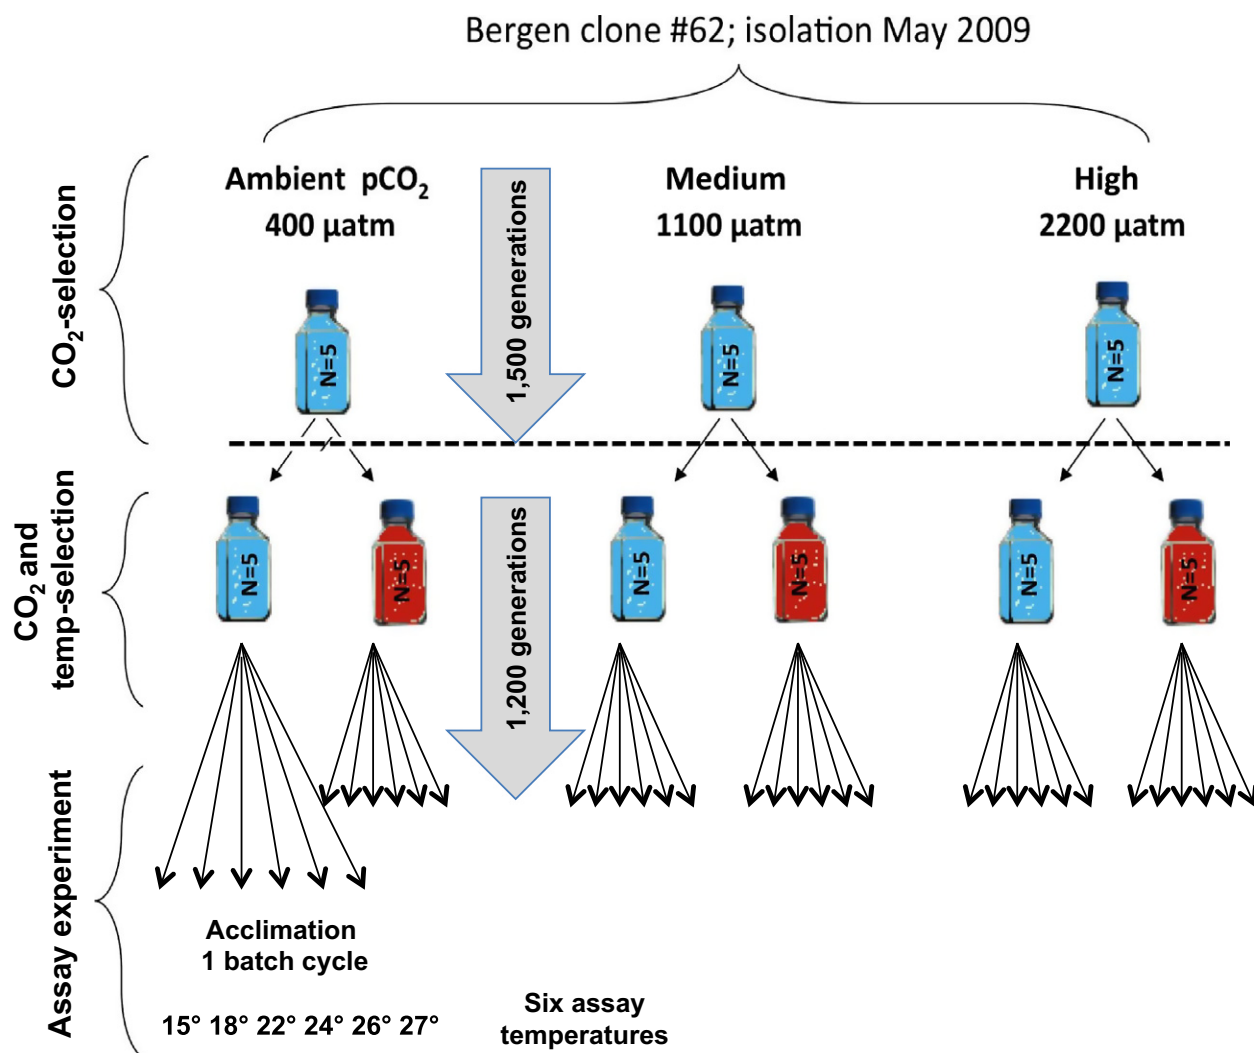 Bergen clone #62; isolation May 2009
CO₂-selection
Ambient pCO₂
400 µatm
1,500 generations
Medium
1100 µatm
High
2200 µatm
N=5
N=5
N=5
CO₂ and
temp-selection
N=5
N=5
1,200 generations
N=5
N=5
N=5
N=5
Assay experiment
Acclimation
1 batch cycle
15° 18° 22° 24° 26° 27°
Six assay
temperatures